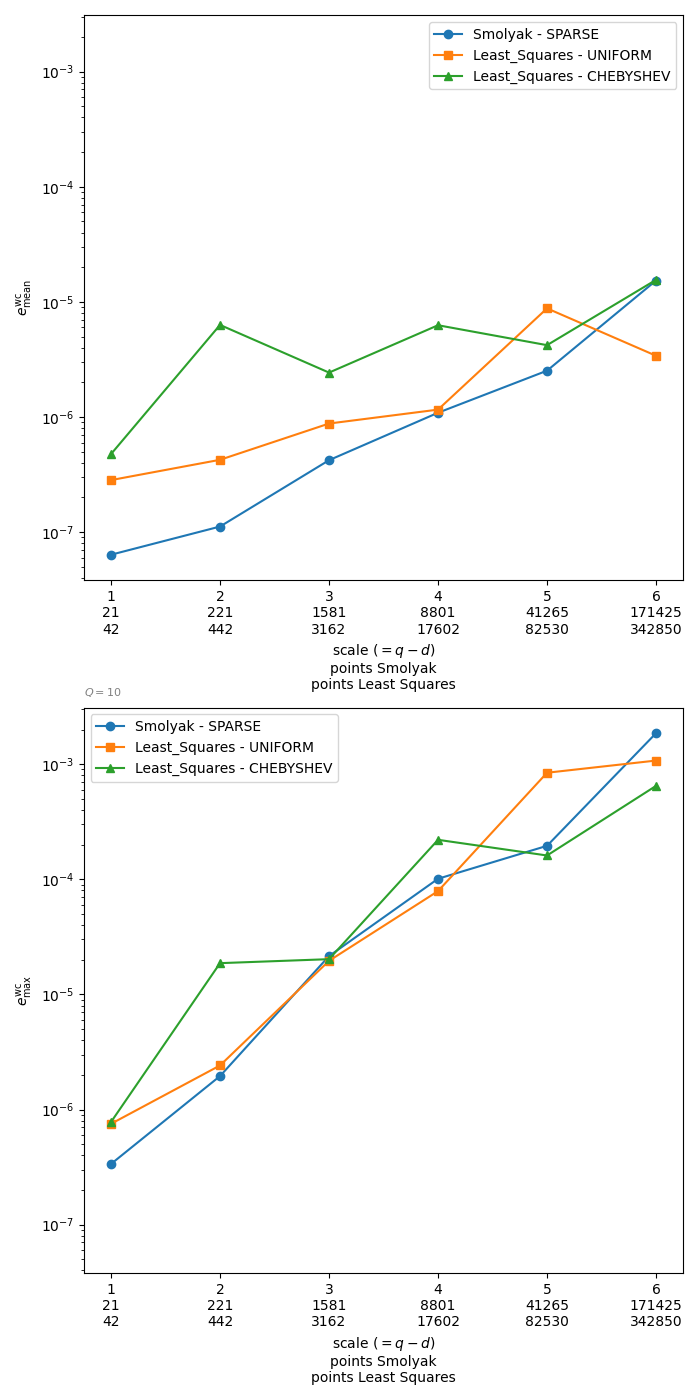 Smolyak - SPARSE
Least_Squares - UNIFORM
Least_Squares - CHEBYSHEV
10⁻³
10⁻⁴
10⁻⁵
10⁻⁶
10⁻⁷
e^wc_mean
1 2 3 4 5 6
21 221 1581 8801 41265 171425
42 442 3162 17602 82530 342850
scale (= q − d)
points Smolyak
points Least Squares
Q = 10
Smolyak - SPARSE
Least_Squares - UNIFORM
Least_Squares - CHEBYSHEV
10⁻³
10⁻⁴
10⁻⁵
10⁻⁶
10⁻⁷
e^wc_max
1 2 3 4 5 6
21 221 1581 8801 41265 171425
42 442 3162 17602 82530 342850
scale (= q − d)
points Smolyak
points Least Squares